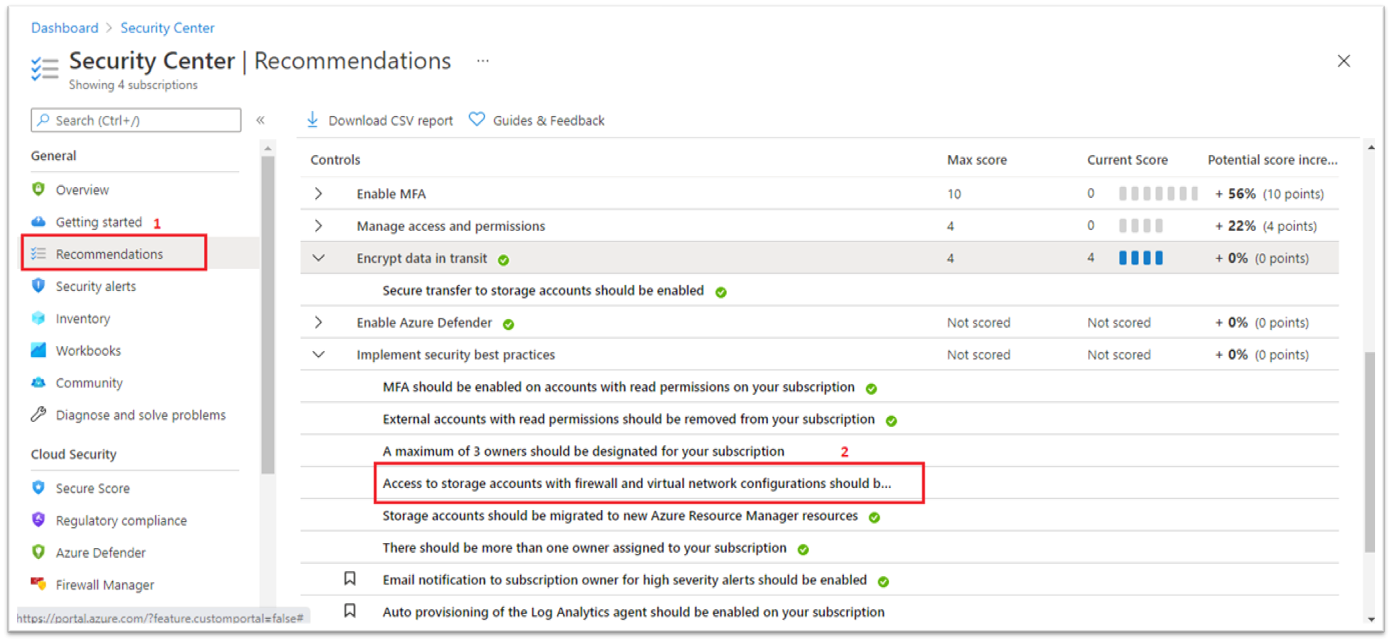 Dashboard > Security Center
Security Center | Recommendations ...
Showing 4 subscriptions
Search (Ctrl+/)
«
Download CSV report
Guides & Feedback
General
Overview
Getting started
1
Recommendations
Security alerts
Inventory
Workbooks
Community
Diagnose and solve problems
Cloud Security
Secure Score
Regulatory compliance
Azure Defender
Firewall Manager
https://portal.azure.com/?feature.customportal=false#
Controls Max score Current Score Potential score incre...
Enable MFA 10 0 + 56% (10 points)
Manage access and permissions 4 0 + 22% (4 points)
Encrypt data in transit 4 4 + 0% (0 points)
Secure transfer to storage accounts should be enabled
Enable Azure Defender Not scored Not scored + 0% (0 points)
Implement security best practices Not scored Not scored + 0% (0 points)
MFA should be enabled on accounts with read permissions on your subscription
External accounts with read permissions should be removed from your subscription
A maximum of 3 owners should be designated for your subscription
2
Access to storage accounts with firewall and virtual network configurations should b...
Storage accounts should be migrated to new Azure Resource Manager resources
There should be more than one owner assigned to your subscription
Email notification to subscription owner for high severity alerts should be enabled
Auto provisioning of the Log Analytics agent should be enabled on your subscription